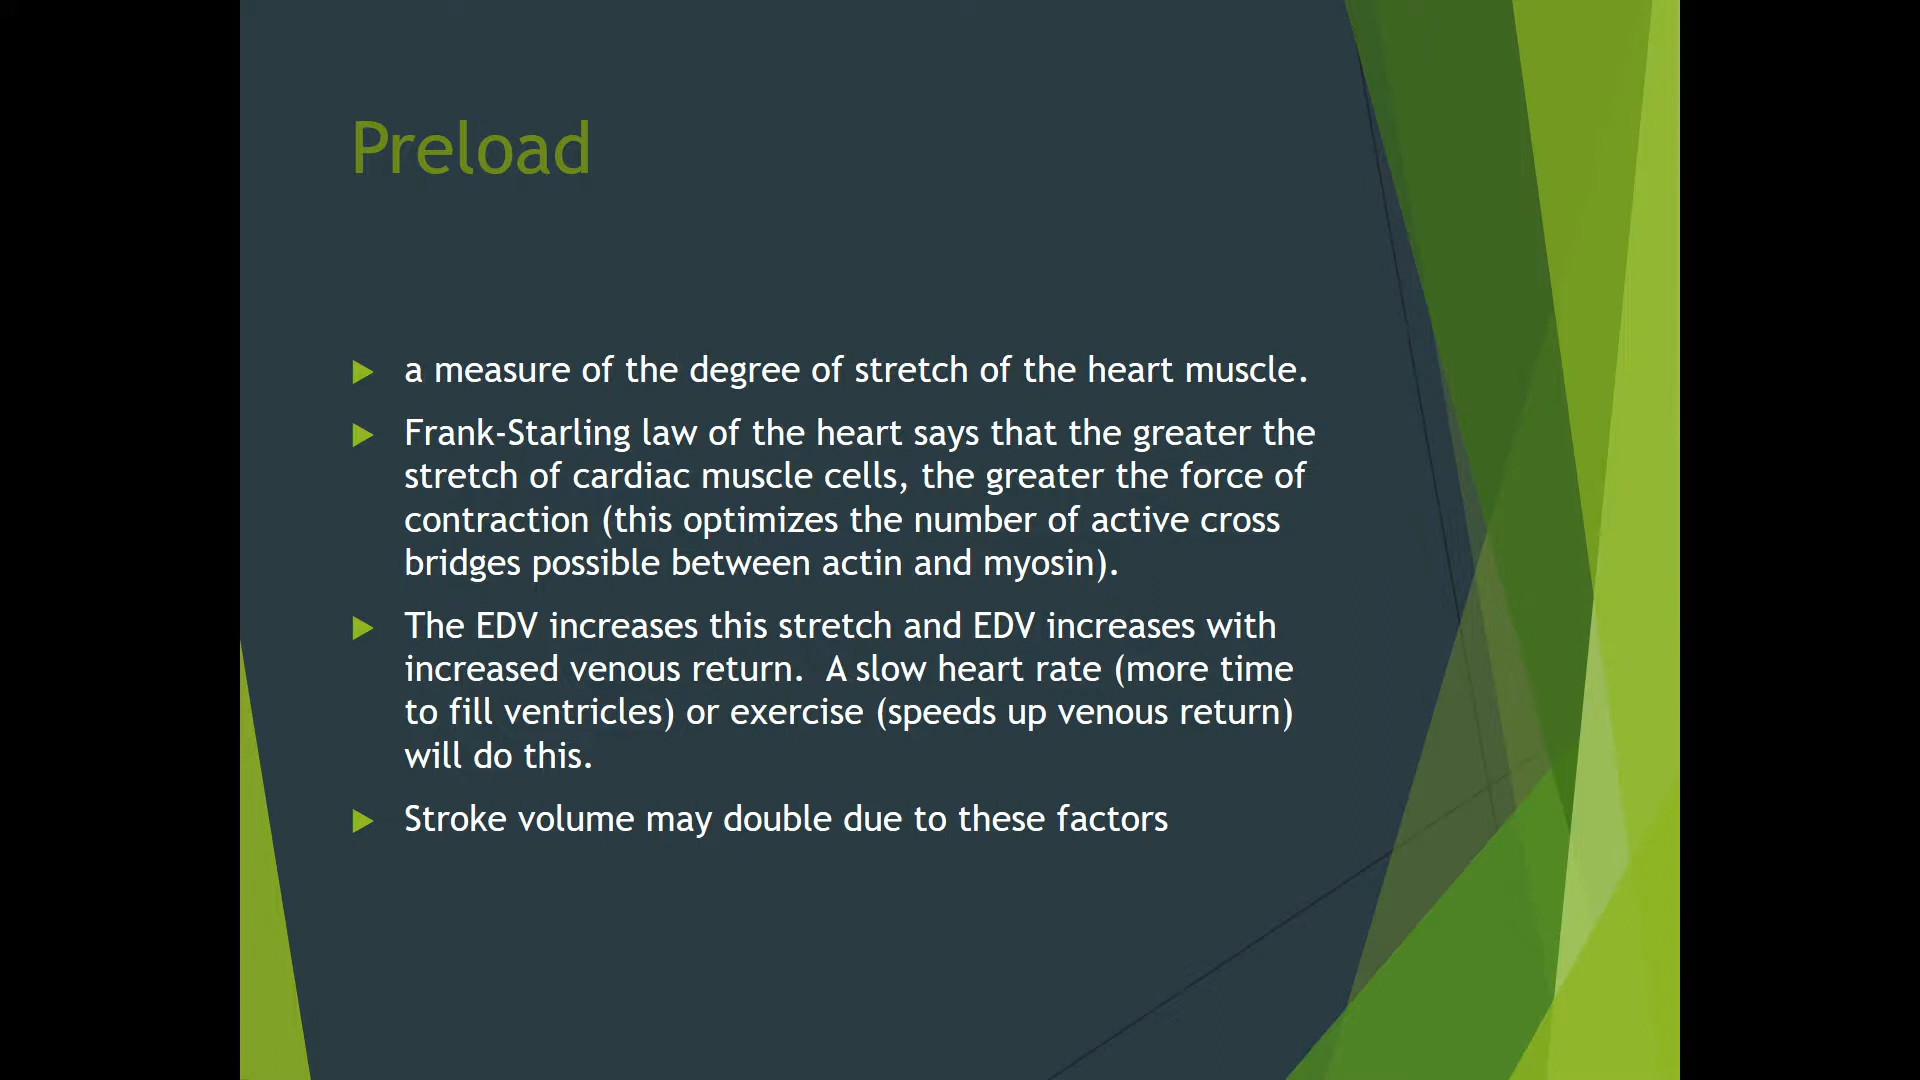 Preload
a measure of the degree of stretch of the heart muscle.
Frank-Starling law of the heart says that the greater the
stretch of cardiac muscle cells, the greater the force of
contraction (this optimizes the number of active cross
bridges possible between actin and myosin).
The EDV increases this stretch and EDV increases with
increased venous return.  A slow heart rate (more time
to fill ventricles) or exercise (speeds up venous return)
will do this.
Stroke volume may double due to these factors